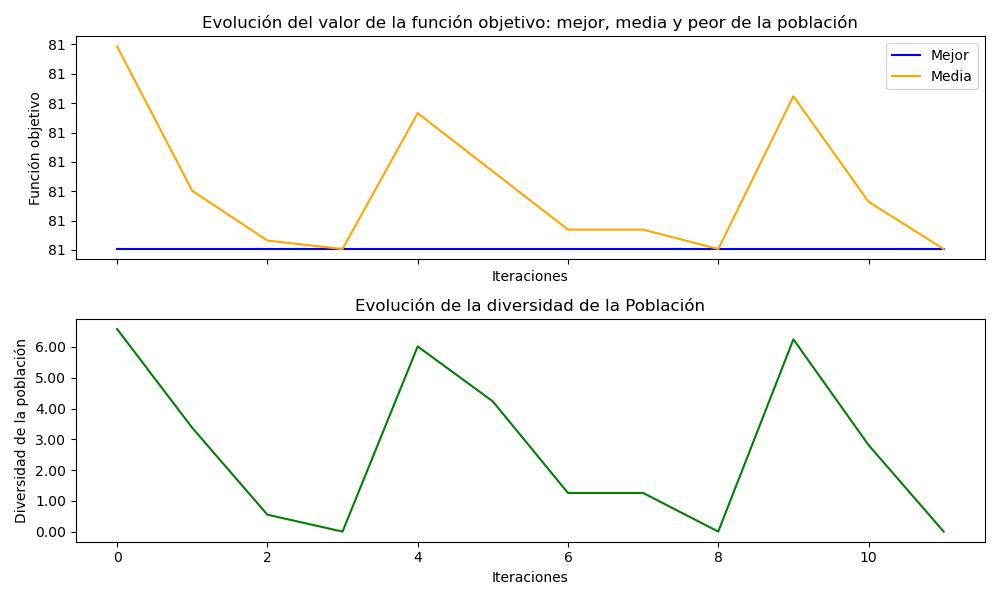 Evolución del valor de la función objetivo: mejor, media y peor de la población
81
81
81
81
81
81
81
81
Función objetivo
Mejor
Media
Iteraciones
Evolución de la diversidad de la Población
6.00
5.00
4.00
3.00
2.00
1.00
0.00
Diversidad de la población
0 2 4 6 8 10
Iteraciones